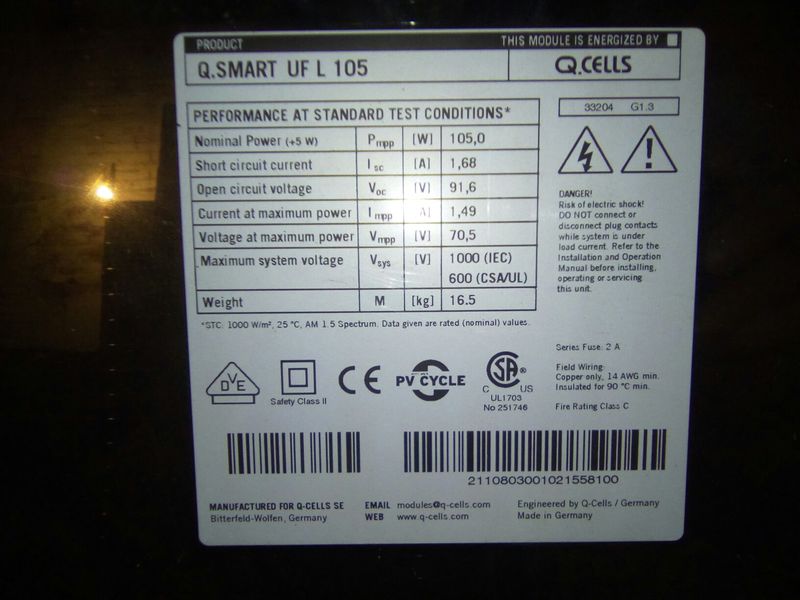 PRODUCT
THIS MODULE IS ENERGIZED BY
Q.SMART UF L 105
Q.CELLS
PERFORMANCE AT STANDARD TEST CONDITIONS*
Nominal Power (+5 W) Pmpp [W] 105,0
Short circuit current Isc [A] 1,68
Open circuit voltage Voc [V] 91,6
Current at maximum power Impp [A] 1,49
Voltage at maximum power Vmpp [V] 70,5
Maximum system voltage Vsys [V] 1000 (IEC)
600 (CSA/UL)
Weight M [kg] 16.5
*STC: 1000 W/m², 25 °C, AM 1.5 Spectrum. Data given are rated (nominal) values.
33204 G1.3
DANGER!
Risk of electric shock!
DO NOT connect or
disconnect plug contacts
while system is under
load current. Refer to the
Installation and Operation
Manual before installing,
operating or servicing
this unit.
Series Fuse: 2 A
Field Wiring:
Copper only, 14 AWG min.
Insulated for 90 °C min.
Fire Rating Class C
DVE
Safety Class II
CE
PV CYCLE
SA®
C US
UL1703
No 251746
2110803001021558100
MANUFACTURED FOR Q-CELLS SE
Bitterfeld-Wolfen, Germany
EMAIL modules@q-cells.com
WEB www.q-cells.com
Engineered by Q-Cells / Germany
Made in Germany